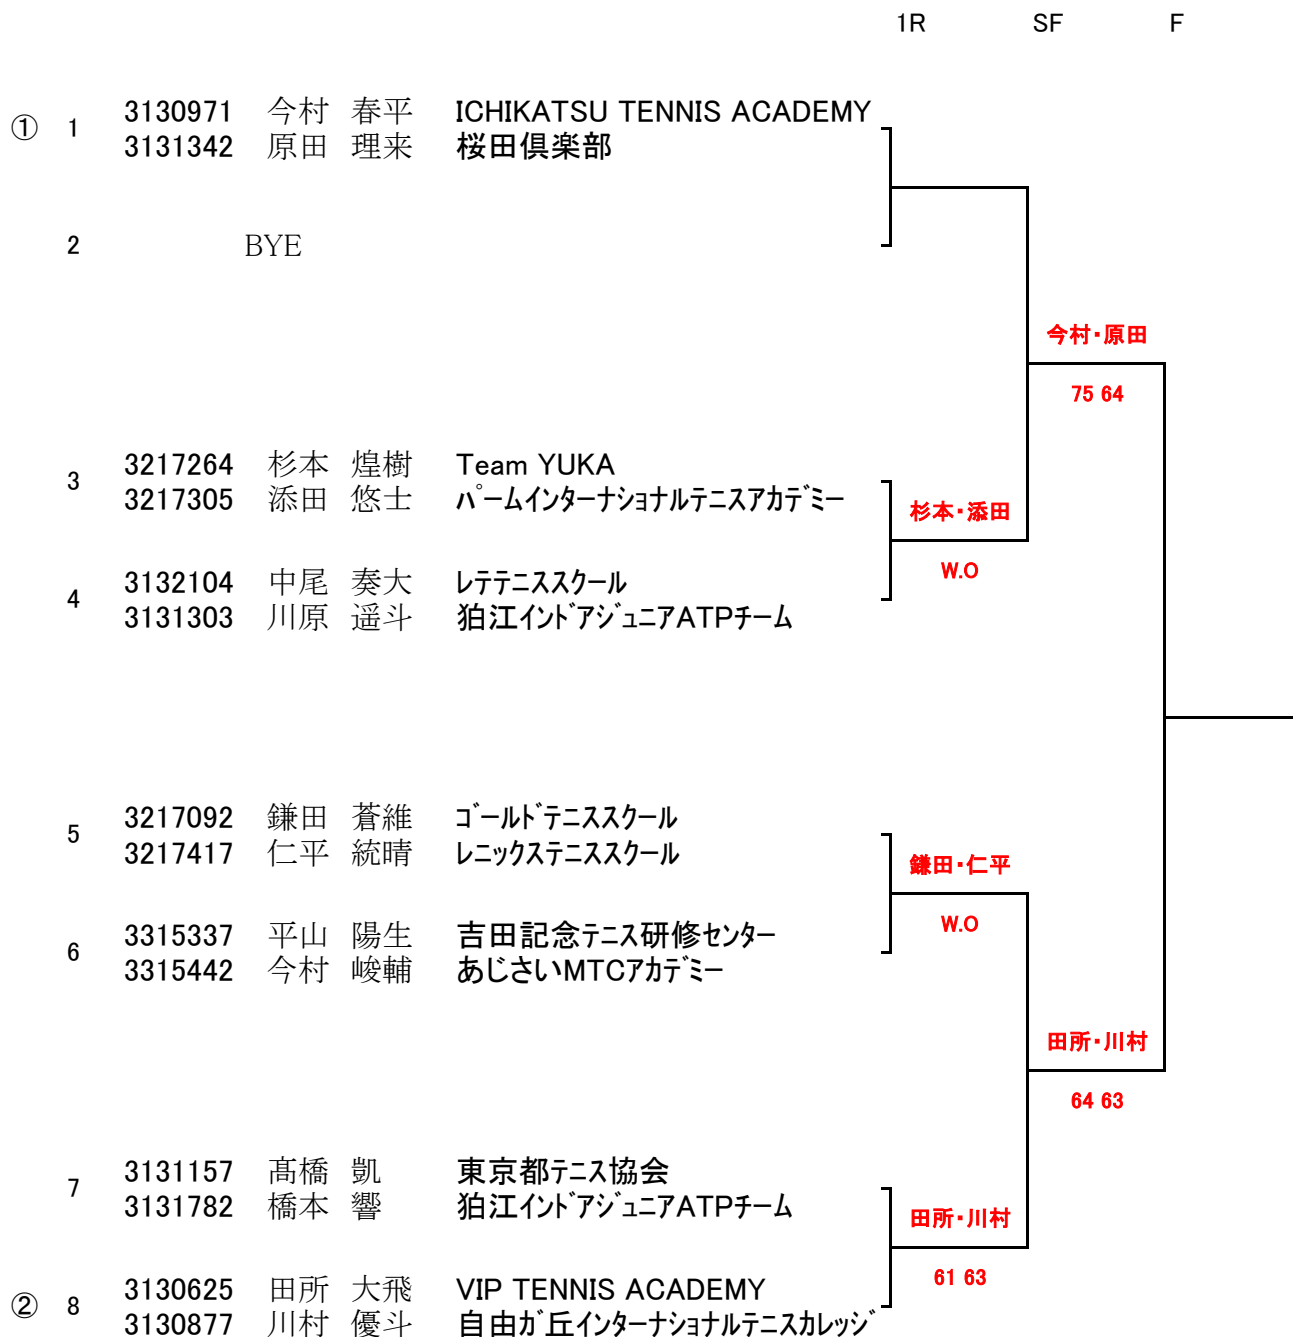 1R SF F
① 1 3130971 今村 春平 ICHIKATSU TENNIS ACADEMY
3131342 原田 理来 桜田倶楽部
2 BYE
今村・原田
75 64
3 3217264 杉本 煌樹 Team YUKA
3217305 添田 悠士 パームインターナショナルテニスアカデミー
杉本・添田
W.O
4 3132104 中尾 奏大 レテテニススクール
3131303 川原 遥斗 狛江インドアジュニアATPチーム
5 3217092 鎌田 蒼維 ゴールドテニススクール
3217417 仁平 統晴 レニックステニススクール
鎌田・仁平
W.O
6 3315337 平山 陽生 吉田記念テニス研修センター
3315442 今村 峻輔 あじさいMTCアカデミー
田所・川村
64 63
7 3131157 髙橋 凱 東京都テニス協会
3131782 橋本 響 狛江インドアジュニアATPチーム
田所・川村
61 63
② 8 3130625 田所 大飛 VIP TENNIS ACADEMY
3130877 川村 優斗 自由が丘インターナショナルテニスカレッジ